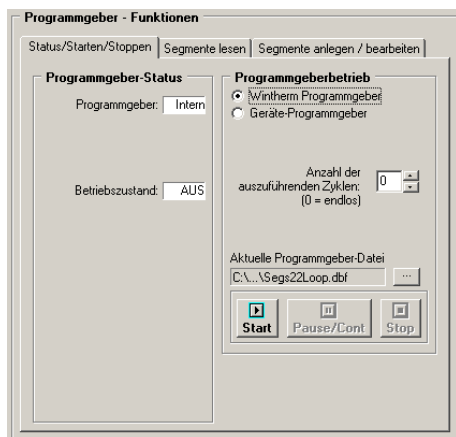 Programmgeber - Funktionen
Status/Starten/Stoppen Segmente lesen Segmente anlegen / bearbeiten
Programmgeber-Status
Programmgeber: Intern
Betriebszustand: AUS
Programmgeberbetrieb
Wintherm Programmgeber
Geräte-Programmgeber
Anzahl der
auszuführenden Zyklen: 0
(0 = endlos)
Aktuelle Programmgeber-Datei
C:\...\Segs22Loop.dbf ...
Start Pause/Cont Stop